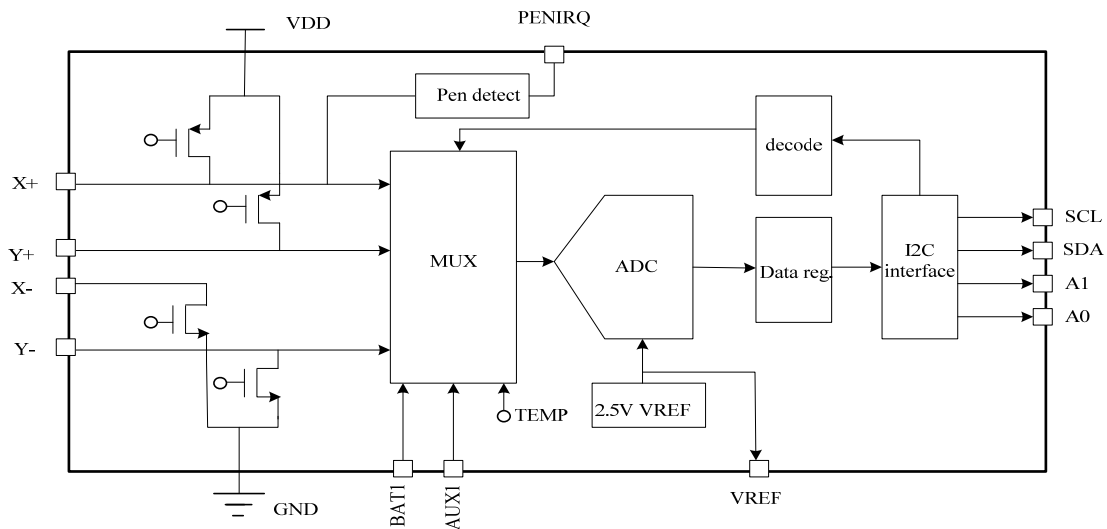 PENIRQ
VDD
Pen detect
decode
X+
SCL
Y+
MUX
ADC
Data reg.
I2C
interface
SDA
X-
A1
A0
Y-
2.5V VREF
TEMP
GND
BAT1
AUX1
VREF